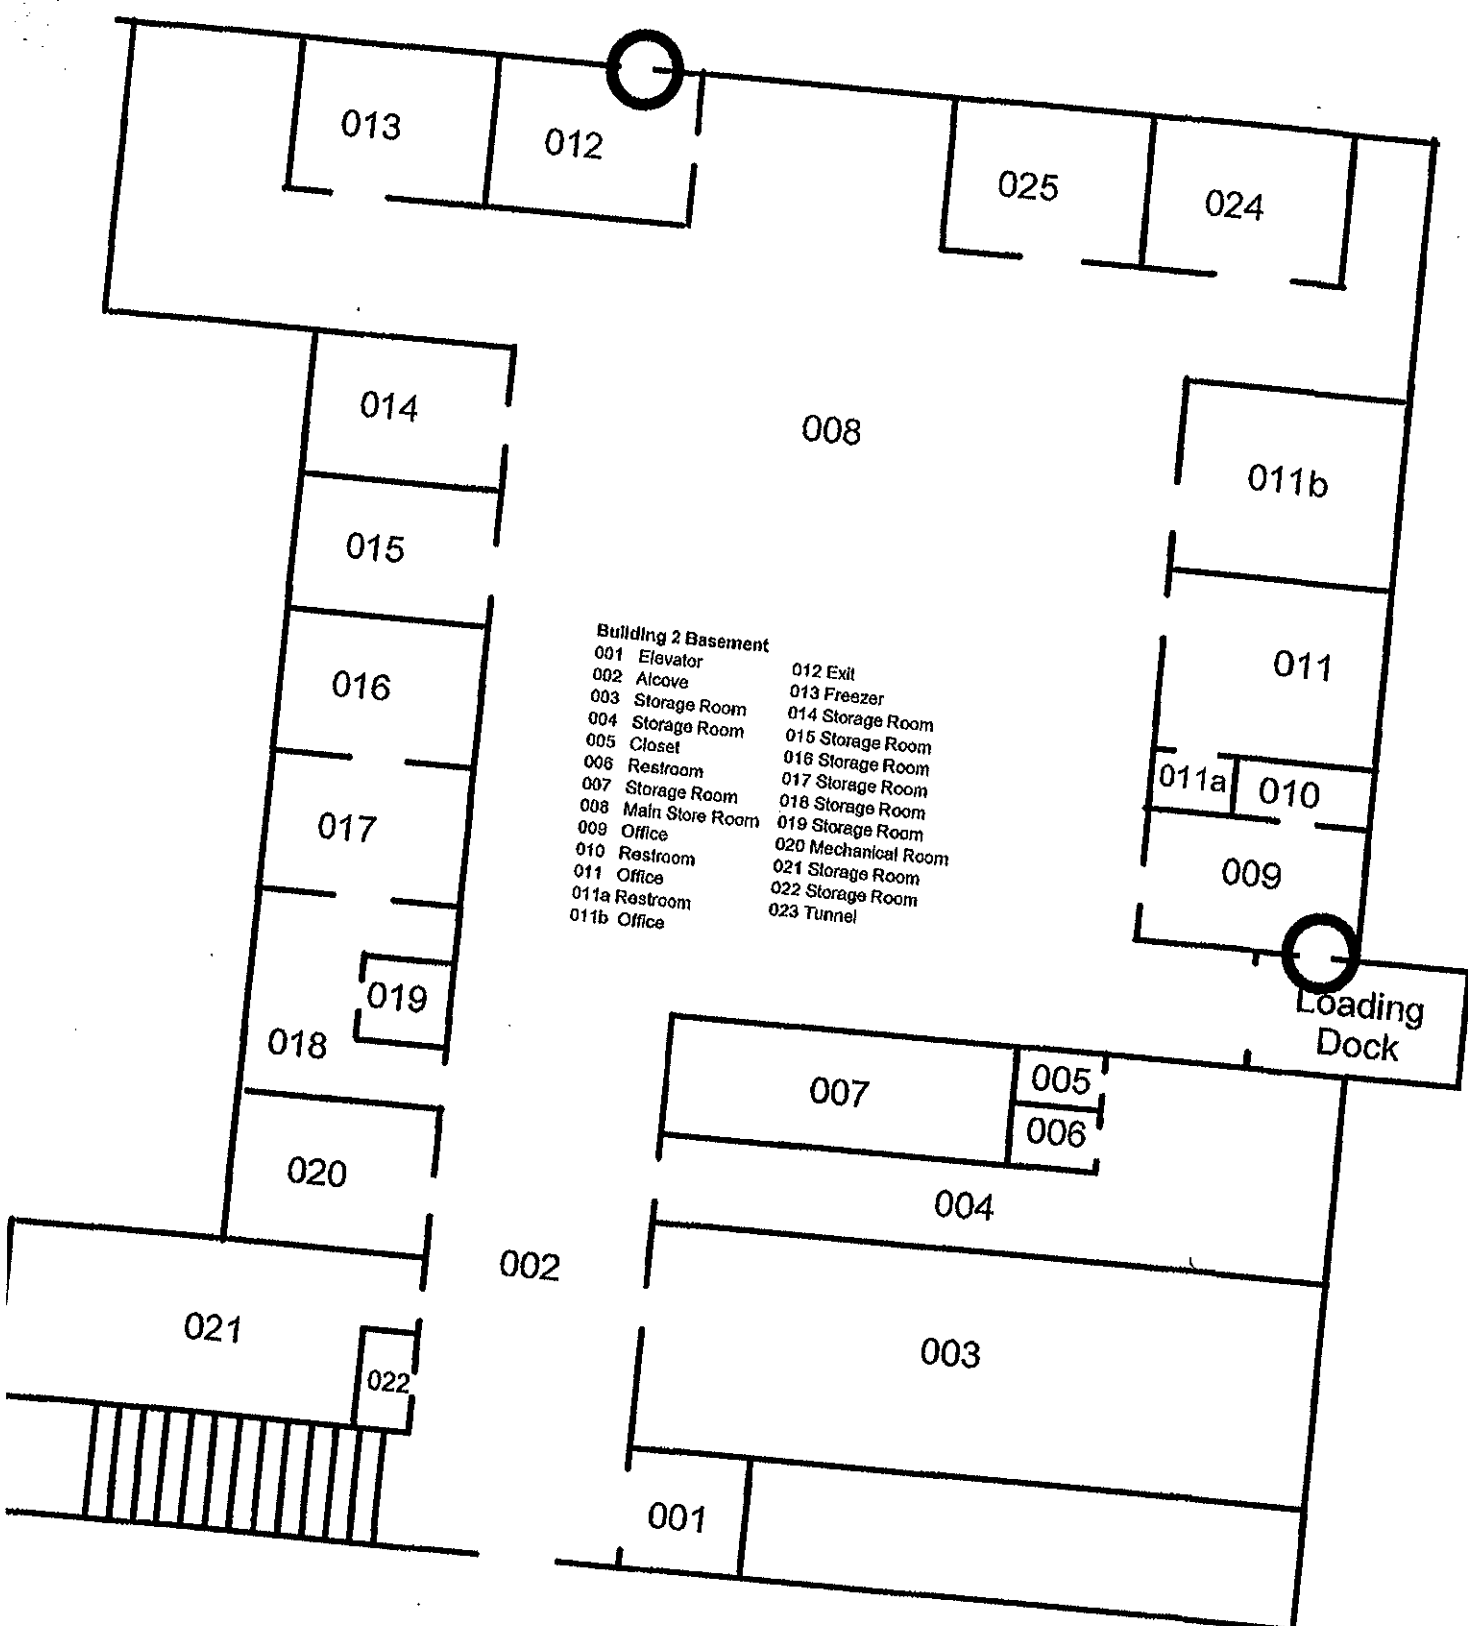 013
012
025
024
014
008
011b
015
011
016
011a
010
017
009
Building 2 Basement
001 Elevator
002 Alcove
003 Storage Room
004 Storage Room
005 Closet
006 Restroom
007 Storage Room
008 Main Store Room
009 Office
010 Restroom
011 Office
011a Restroom
011b Office
012 Exit
013 Freezer
014 Storage Room
015 Storage Room
016 Storage Room
017 Storage Room
018 Storage Room
019 Storage Room
020 Mechanical Room
021 Storage Room
022 Storage Room
023 Tunnel
019
018
Loading
Dock
007
005
006
020
004
002
021
003
022
001